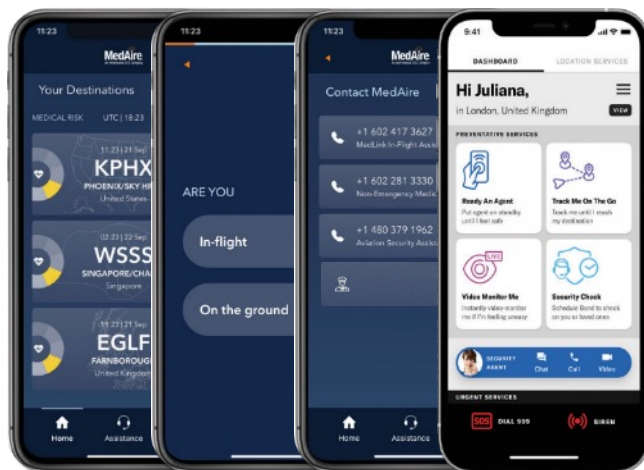 11:23
MedAire
Your Destinations
MEDICAL RISK UTC | 18:23
11:23 | 21 Sep
KPHX
PHOENIX/SKY
United States
02:23 | 22 Sep
WSSS
SINGAPORE/CHA
Singapore
19:23 | 21 Sep
EGLF
FARNBOROUGH
United Kingdom
Home Assistance
11:23
ARE YOU
In-flight
On the ground
11:23
MedAire
Contact MedAire
+1 602 417 3627
MedLink In-Flight
+1 602 281 3330
Non-Emergency
+1 480 379 1962
Aviation Security
Home Assistance
9:41
DASHBOARD LOCATION SERVICES
Hi Juliana,
in London, United Kingdom
VIEW
PREVENTATIVE SERVICES
Ready An Agent
Put agent on standby
until I feel safe
Track Me On The Go
Track me until I reach
my destination
LIVE
Video Monitor Me
Instantly video-monitor
me if I'm feeling uneasy
Security Check
Schedule Bond to check
on you or loved ones
SECURITY
AGENT
Chat Call Video
URGENT SERVICES
SOS DIAL 999 SIREN